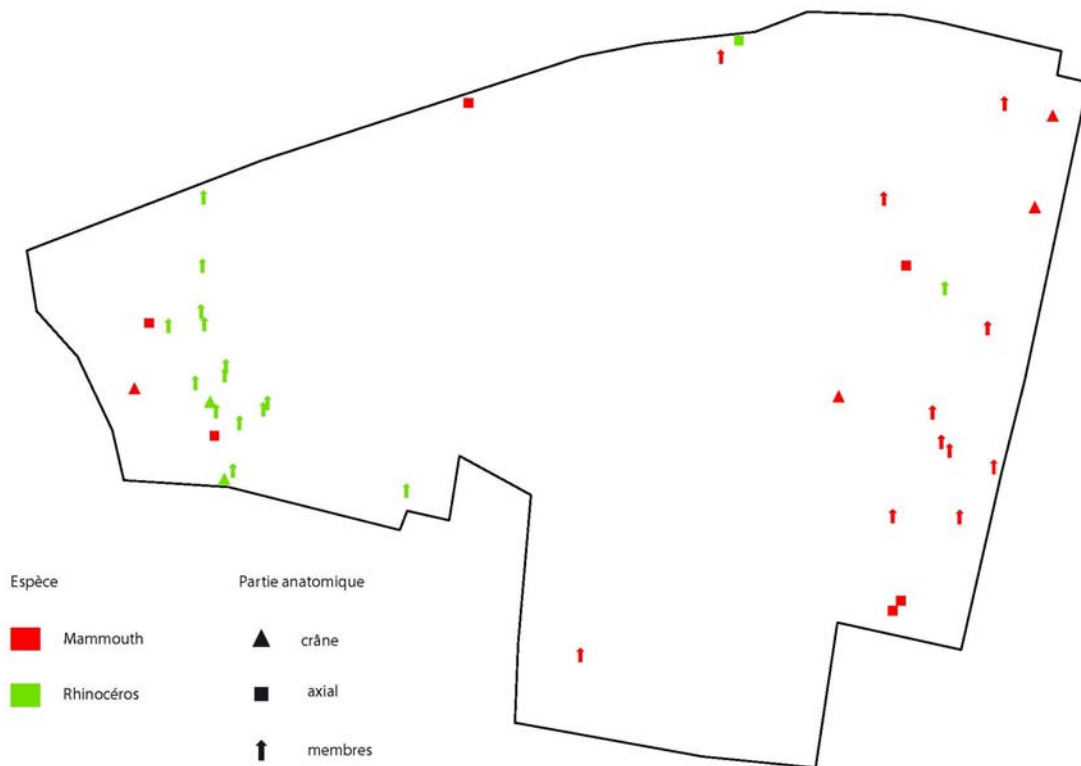 Espèce
Mammouth
Rhinocéros
Partie anatomique
crâne
axial
membres